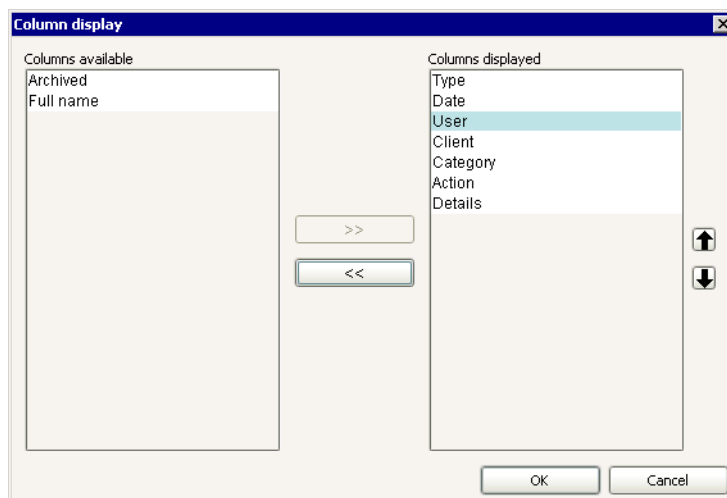 Column display
Columns available
Archived
Full name
>>
<<
Columns displayed
Type
Date
User
Client
Category
Action
Details
OK
Cancel